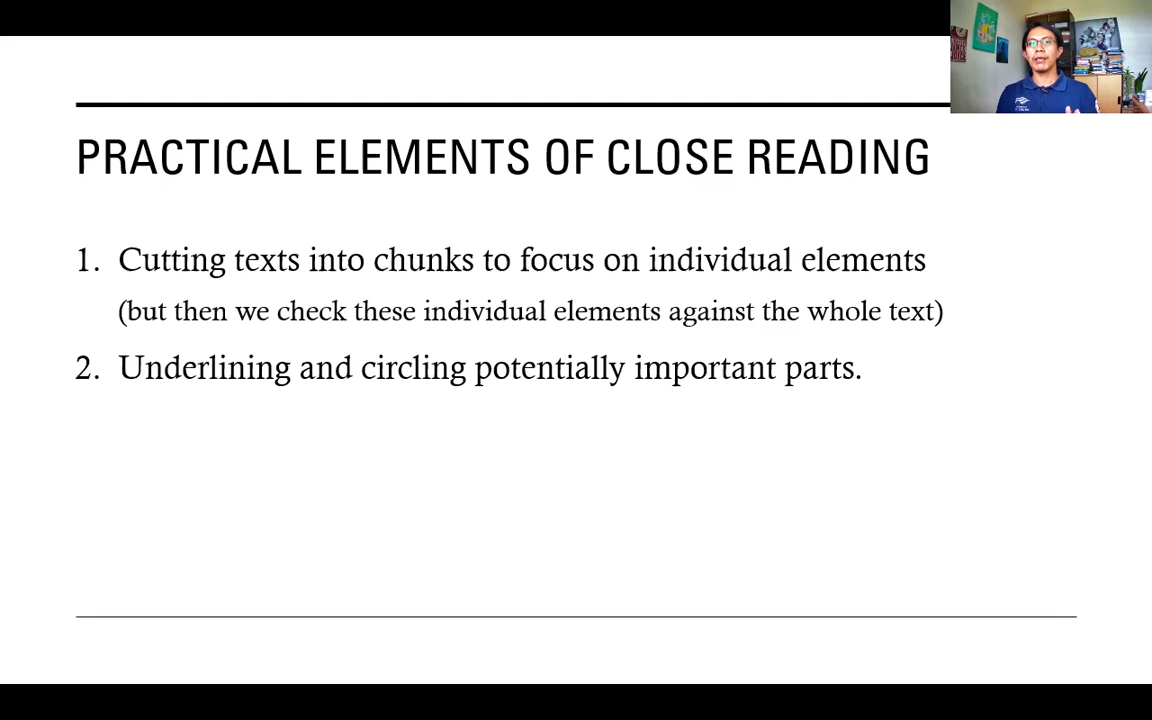 PRACTICAL ELEMENTS OF CLOSE READING
1. Cutting texts into chunks to focus on individual elements
(but then we check these individual elements against the whole text)
2. Underlining and circling potentially important parts.